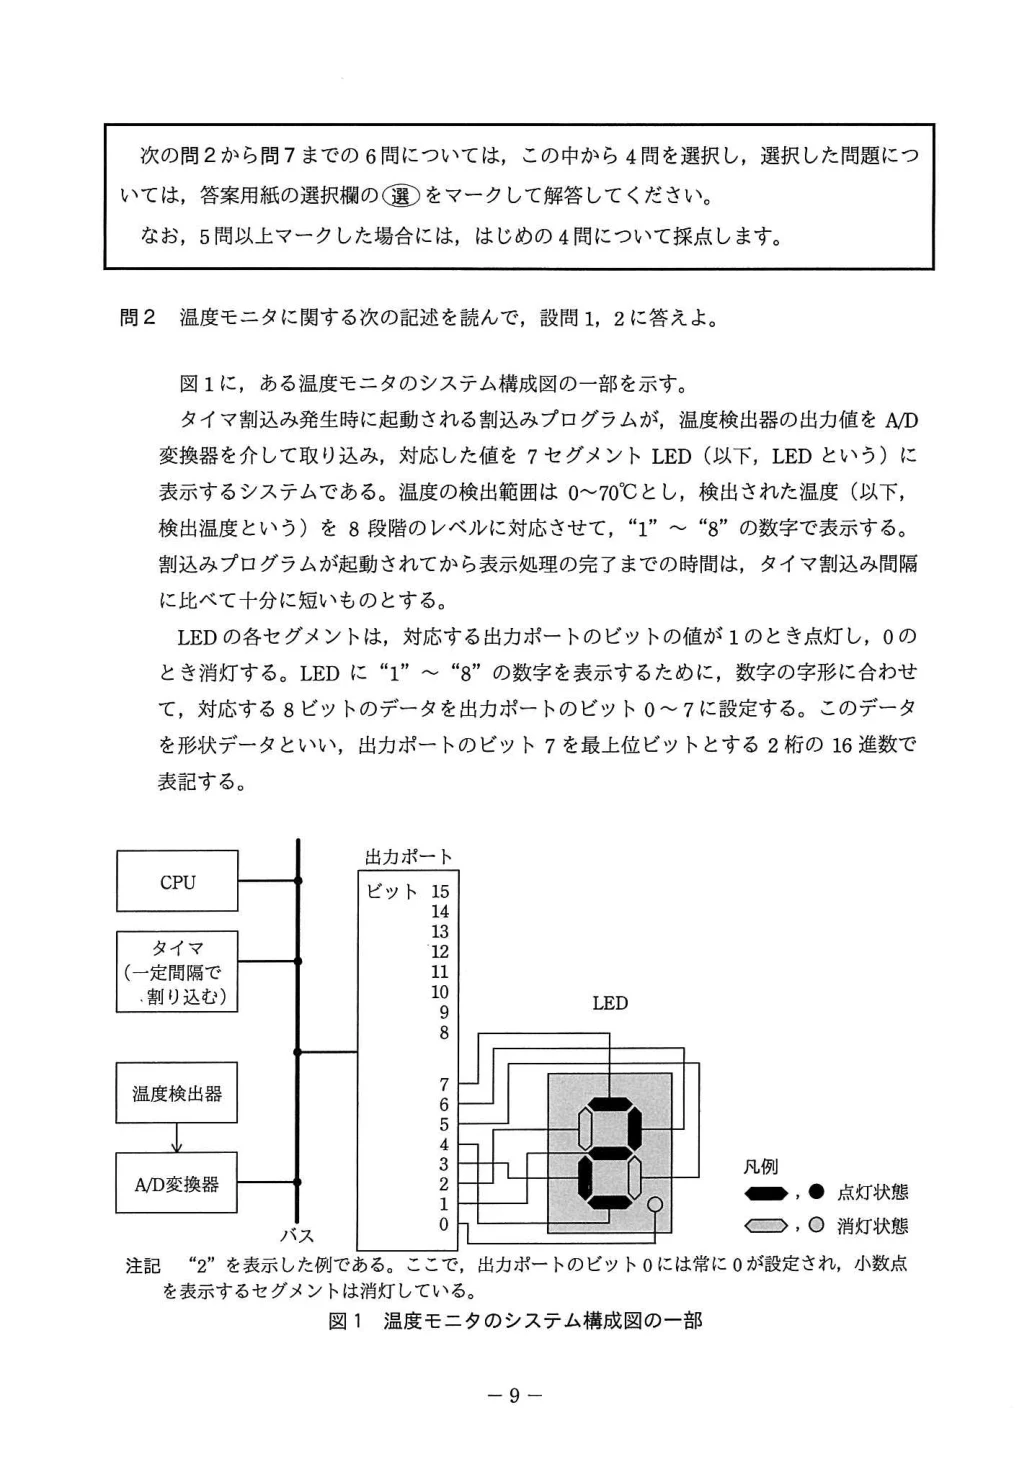 次の問2から問7までの6問については，この中から4問を選択し，選択した問題につ
いては，答案用紙の選択欄の選をマークして解答してください。
なお，5問以上マークした場合には，はじめの4問について採点します。
問2 温度モニタに関する次の記述を読んで，設問1，2に答えよ。
図1に，ある温度モニタのシステム構成図の一部を示す。
タイマ割込み発生時に起動される割込みプログラムが，温度検出器の出力値を A/D
変換器を介して取り込み，対応した値を 7 セグメント LED（以下，LED という）に
表示するシステムである。温度の検出範囲は 0～70℃とし，検出された温度（以下，
検出温度という）を 8 段階のレベルに対応させて，“1” ～ “8” の数字で表示する。
割込みプログラムが起動されてから表示処理の完了までの時間は，タイマ割込み間隔
に比べて十分に短いものとする。
LED の各セグメントは，対応する出力ポートのビットの値が 1 のとき点灯し，0 の
とき消灯する。LED に “1” ～ “8” の数字を表示するために，数字の字形に合わせ
て，対応する 8 ビットのデータを出力ポートのビット 0～7 に設定する。このデータ
を形状データといい，出力ポートのビット 7 を最上位ビットとする 2 桁の 16 進数で
表記する。
出力ポート
CPU
ビット 15
14
13
12
11
10
9
8
7
6
5
4
3
2
1
0
タイマ
(一定間隔で
割り込む)
温度検出器
A/D変換器
バス
LED
凡例
， 点灯状態
， 消灯状態
注記 “2” を表示した例である。ここで，出力ポートのビット 0 には常に 0 が設定され，小数点
を表示するセグメントは消灯している。
図1 温度モニタのシステム構成図の一部
－ 9 －